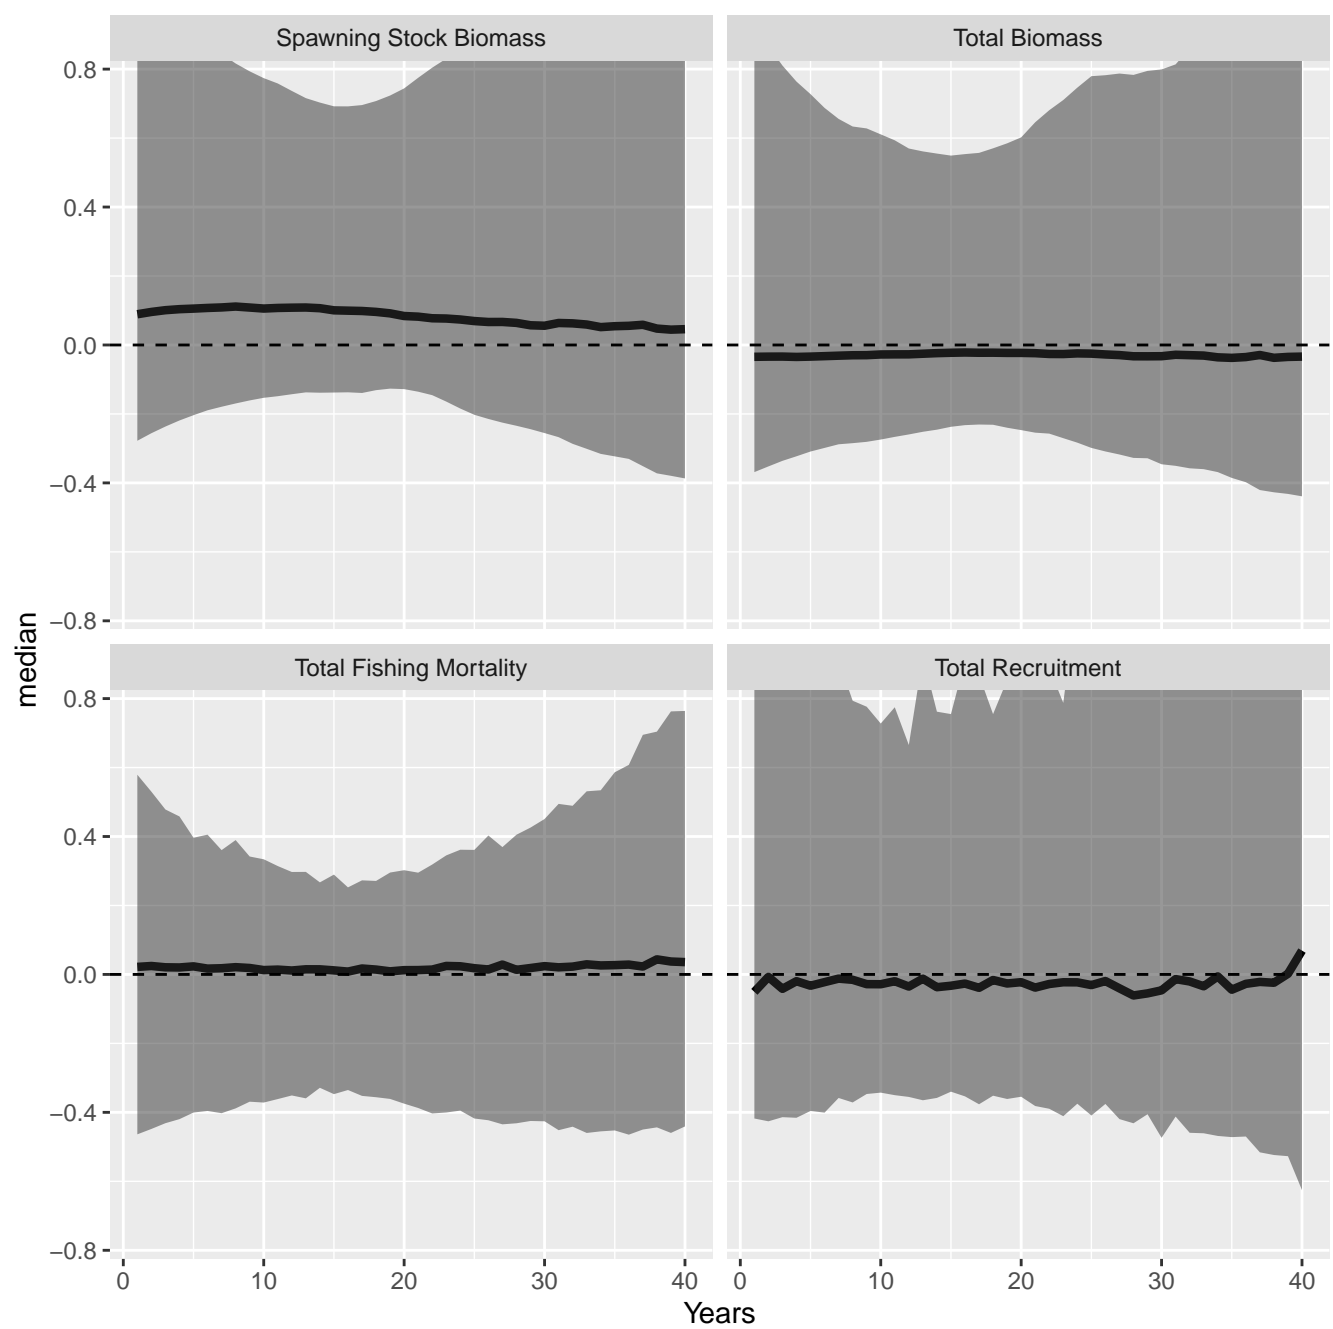 Spawning Stock Biomass
Total Biomass
0.8
0.4
0.0
−0.4
−0.8
median
Total Fishing Mortality
Total Recruitment
0.8
0.4
0.0
−0.4
−0.8
0 10 20 30 40
0 10 20 30 40
Years